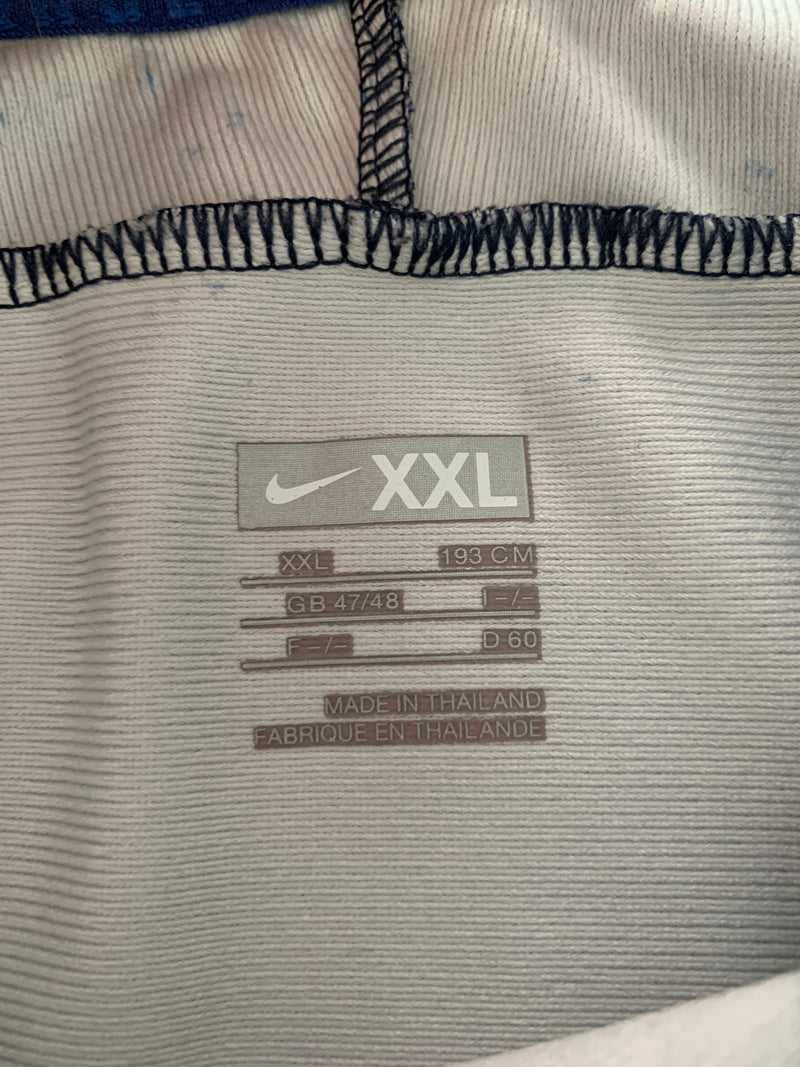 XXL
XXL 193 CM
GB 47/48 I -/-
F -/- D 60
MADE IN THAILAND
FABRIQUE EN THAILANDE